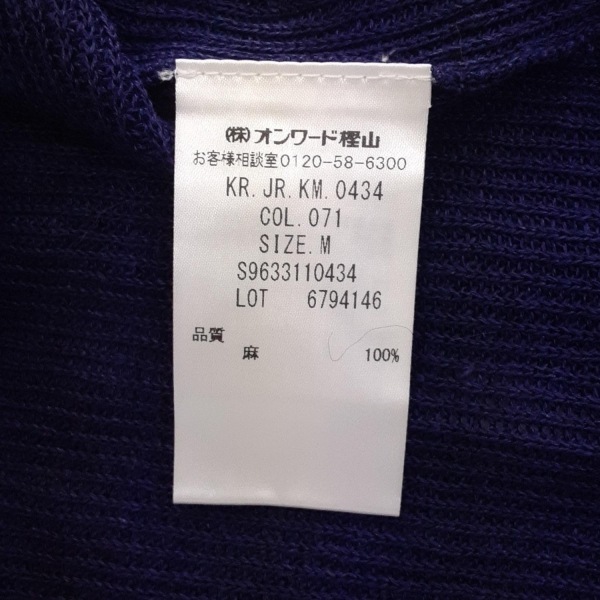 (株)オンワード樫山
お客様相談室0120-58-6300
KR.JR.KM.0434
COL.071
SIZE.M
S9633110434
LOT 6794146
品質
麻 100%